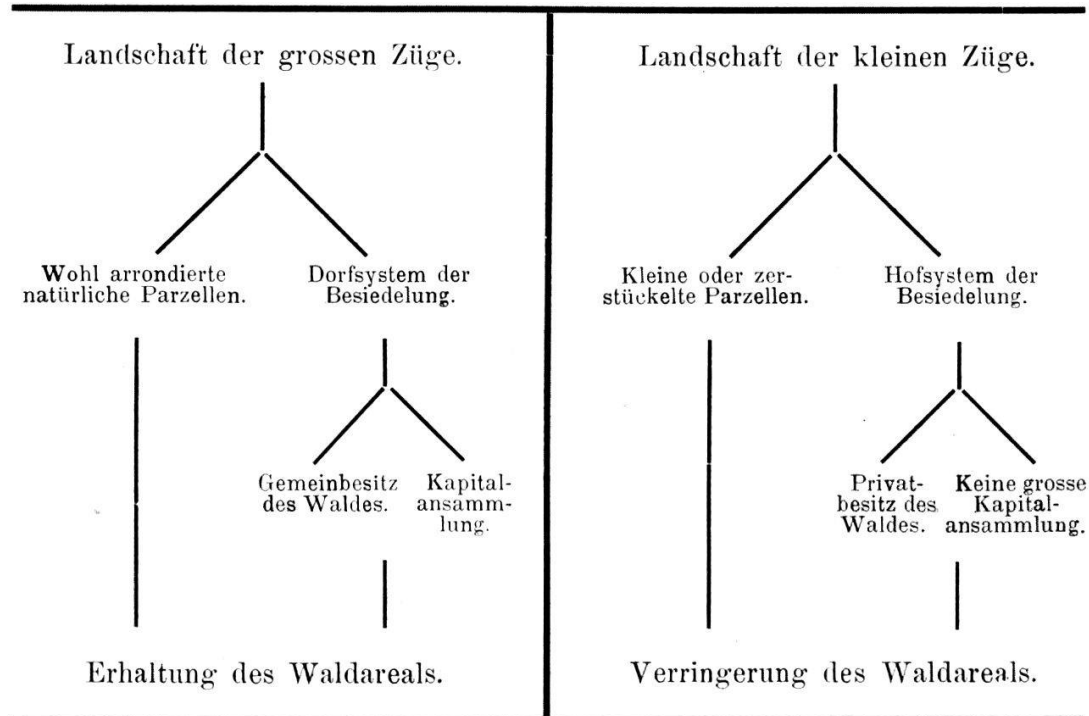 Landschaft der grossen Züge.
Wohl arrondierte
natürliche Parzellen.
Dorfsystem der
Besiedelung.
Gemeinbesitz
des Waldes.
Kapital-
ansamm-
lung.
Erhaltung des Waldareals.
Landschaft der kleinen Züge.
Kleine oder zer-
stückelte Parzellen.
Hofsystem der
Besiedelung.
Privat-
besitz des
Waldes.
Keine grosse
Kapital-
ansammlung.
Verringerung des Waldareals.